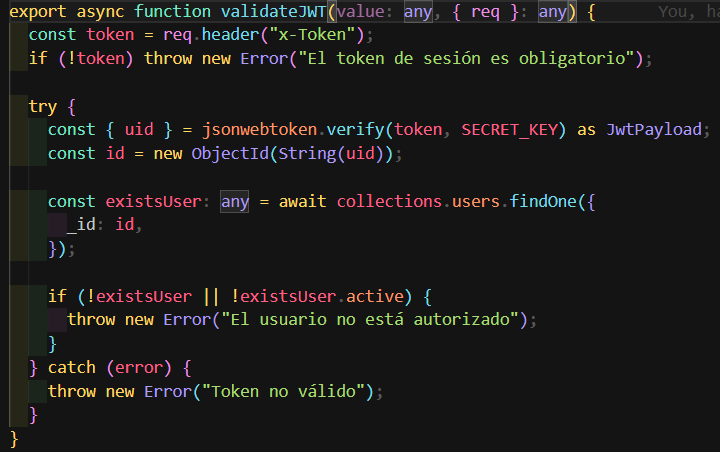 export async function validateJWT(value: any, { req }: any) { You, ha
const token = req.header("x-Token");
if (!token) throw new Error("El token de sesión es obligatorio");
try {
const { uid } = jsonwebtoken.verify(token, SECRET_KEY) as JwtPayload;
const id = new ObjectId(String(uid));
const existsUser: any = await collections.users.findOne({
_id: id,
});
if (!existsUser || !existsUser.active) {
throw new Error("El usuario no está autorizado");
}
} catch (error) {
throw new Error("Token no válido");
}
}